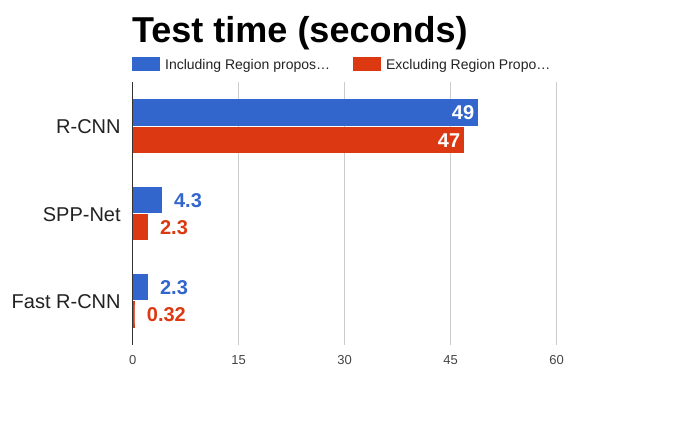 Test time (seconds)
Including Region propos… Excluding Region Propo…
R-CNN 49
47
SPP-Net 4.3
2.3
Fast R-CNN 2.3
0.32
0 15 30 45 60